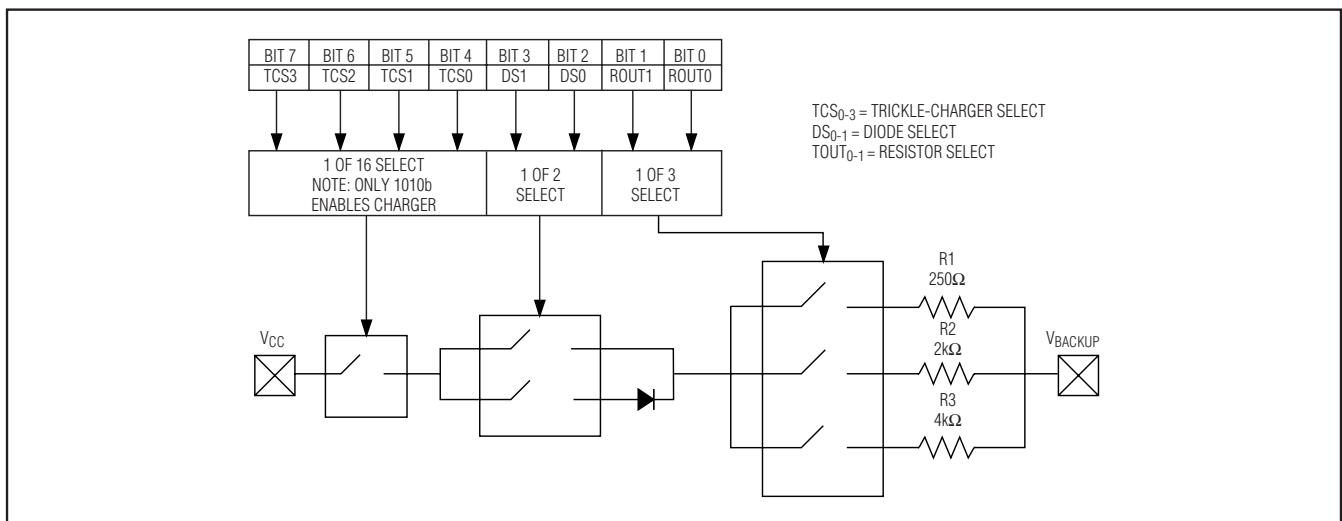 BIT 7 BIT 6 BIT 5 BIT 4 BIT 3 BIT 2 BIT 1 BIT 0
TCS3 TCS2 TCS1 TCS0 DS1 DS0 ROUT1 ROUT0
TCS0-3 = TRICKLE-CHARGER SELECT
DS0-1 = DIODE SELECT
TOUT0-1 = RESISTOR SELECT
1 OF 16 SELECT
NOTE: ONLY 1010b
ENABLES CHARGER
1 OF 2
SELECT
1 OF 3
SELECT
VCC
R1
250Ω
R2
2kΩ
R3
4kΩ
VBACKUP